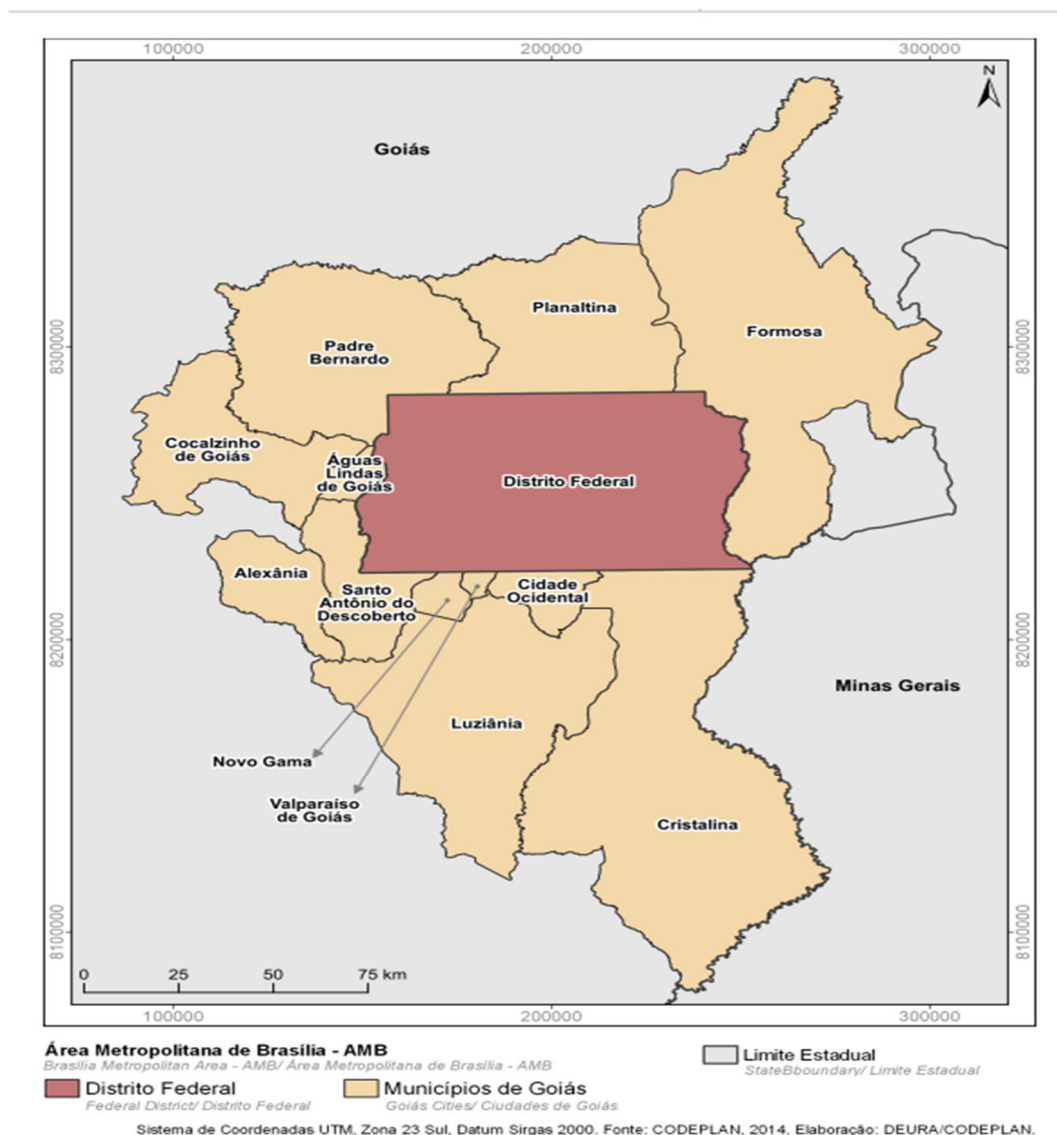 100000
200000
300000
N
Goiás
Planaltina
Formosa
8300000
8300000
Padre
Bernardo
Cocalzinho
de Goiás
Águas
Lindas
de Goiás
Distrito Federal
Alexânia
Santo
Antônio do
Descoberto
Cidade
Ocidental
8200000
8200000
Minas Gerais
Luziânia
Novo Gama
Valparaíso
de Goiás
Cristalina
8100000
8100000
0 25 50 75 km
100000
200000
300000
Área Metropolitana de Brasília - AMB
Brasília Metropolitan Area - AMB/ Área Metropolitana de Brasília - AMB
Limite Estadual
StateBboundary/ Limite Estadual
Distrito Federal
Federal District/ Distrito Federal
Municípios de Goiás
Goiás Cities/ Ciudades de Goiás
Sistema de Coordenadas UTM, Zona 23 Sul, Datum Sirgas 2000. Fonte: CODEPLAN, 2014. Elaboração: DEURA/CODEPLAN.